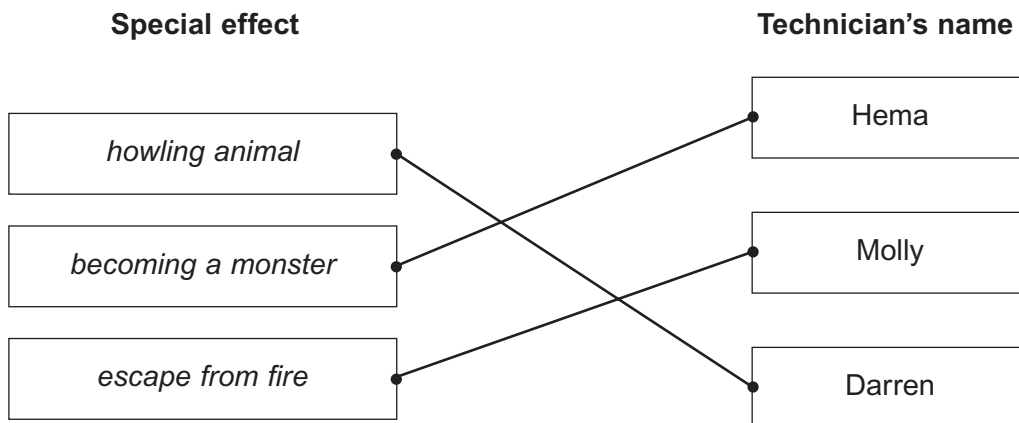 Special effect
Technician’s name
howling animal
becoming a monster
escape from fire
Hema
Molly
Darren